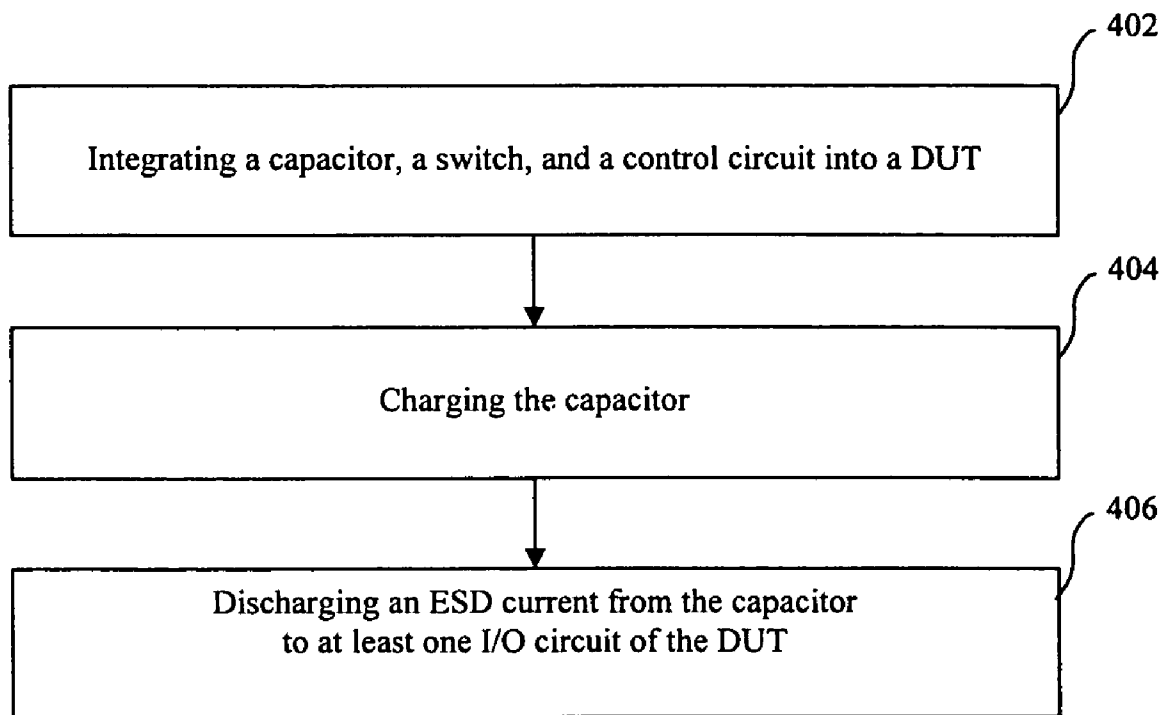 402
Integrating a capacitor, a switch, and a control circuit into a DUT
404
Charging the capacitor
406
Discharging an ESD current from the capacitor
to at least one I/O circuit of the DUT